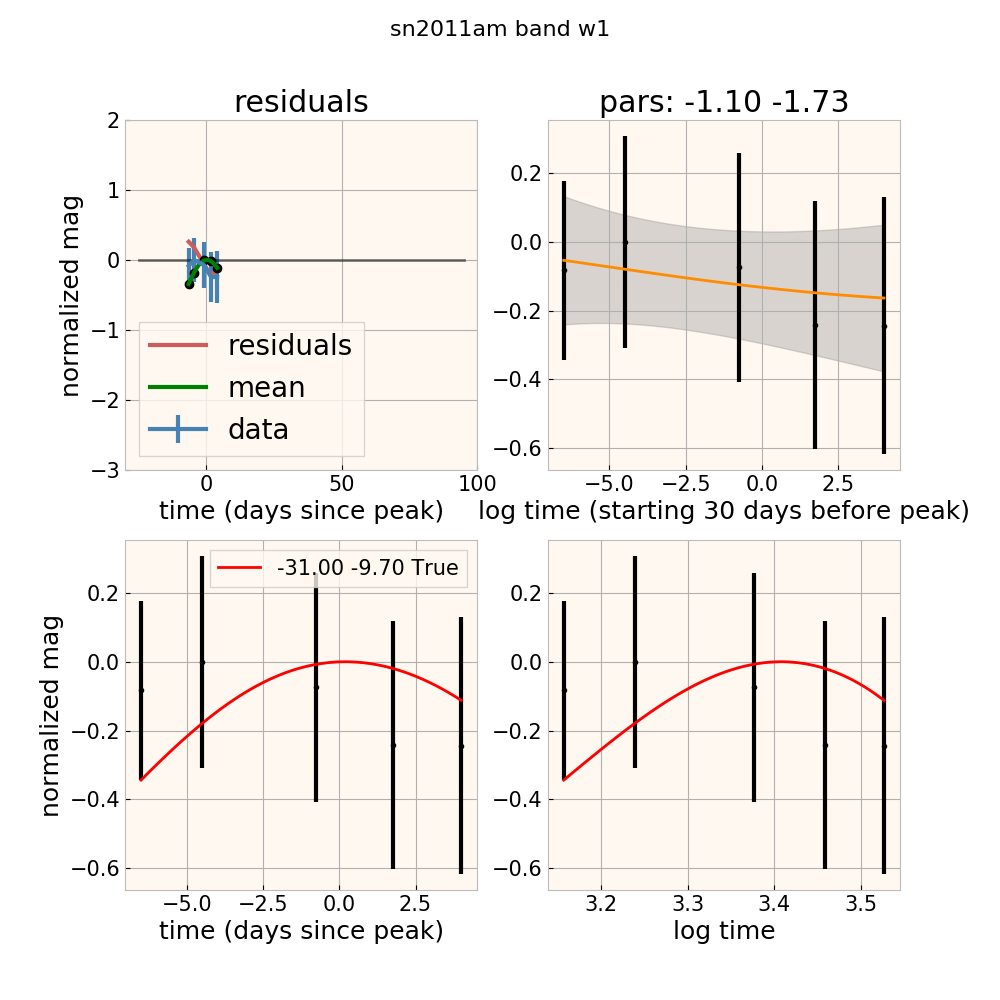 sn2011am band w1
residuals
normalized mag
2
1
0
−1
−2
−3
residuals
mean
data
0
50
100
time (days since peak)
pars: -1.10 -1.73
0.2
0.0
−0.2
−0.4
−0.6
−5.0
−2.5
0.0
2.5
log time (starting 30 days before peak)
normalized mag
0.2
0.0
−0.2
−0.4
−0.6
-31.00 -9.70 True
−5.0
−2.5
0.0
2.5
time (days since peak)
0.2
0.0
−0.2
−0.4
−0.6
3.2
3.3
3.4
3.5
log time